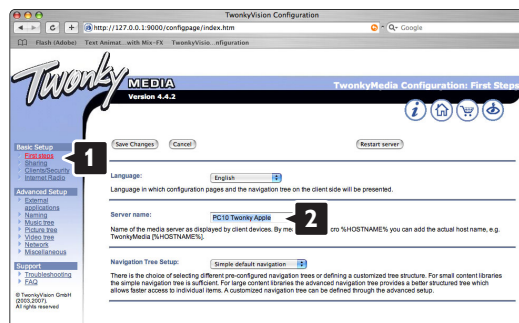 TwonkyVision Configuration
http://127.0.0.1:9000/configpage/index.htm
Q- Google
Flash (Adobe) Text Animat...with Mix-FX TwonkyVisio...nfiguration
Twonky
MEDIA
Version 4.4.2
TwonkyMedia Configuration: First Steps
Basic Setup
First steps
Sharing
Clients/Security
Internet Radio
Advanced Setup
External
applications
Naming
Music tree
Picture tree
Video tree
Network
Miscellaneous
Support
Troubleshooting
FAQ
© TwonkyVision GmbH
(2003,2007).
All rights reserved
1
Save Changes Cancel Restart server
Language: English
Language in which configuration pages and the navigation tree on the client side will be presented.
Server name: PC10 Twonky Apple
2
Name of the media server as displayed by client devices. By me cro %HOSTNAME% you can add the actual host name, e.g.
TwonkyMedia [%HOSTNAME%].
Navigation Tree Setup: Simple default navigation
There is the choice of selecting different pre-configured navigation trees or defining a customized tree structure. For small content libraries
the simple navigation tree is sufficient. For large content libraries the advanced navigation tree provides a better structured tree which
allows faster access to individual items. A customized navigation tree can be defined through the advanced setup.